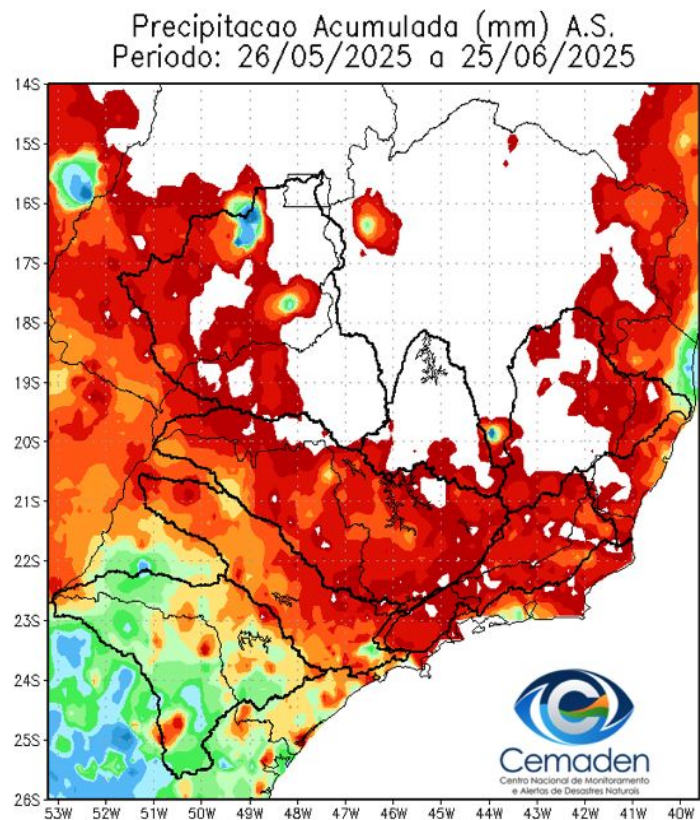 Precipitacao Acumulada (mm) A.S.
Periodo: 26/05/2025 a 25/06/2025
14S
15S
16S
17S
18S
19S
20S
21S
22S
23S
24S
25S
26S
53W 52W 51W 50W 49W 48W 47W 46W 45W 44W 43W 42W 41W 40W
Cemaden
Centro Nacional de Monitoramento
e Alertas de Desastres Naturais